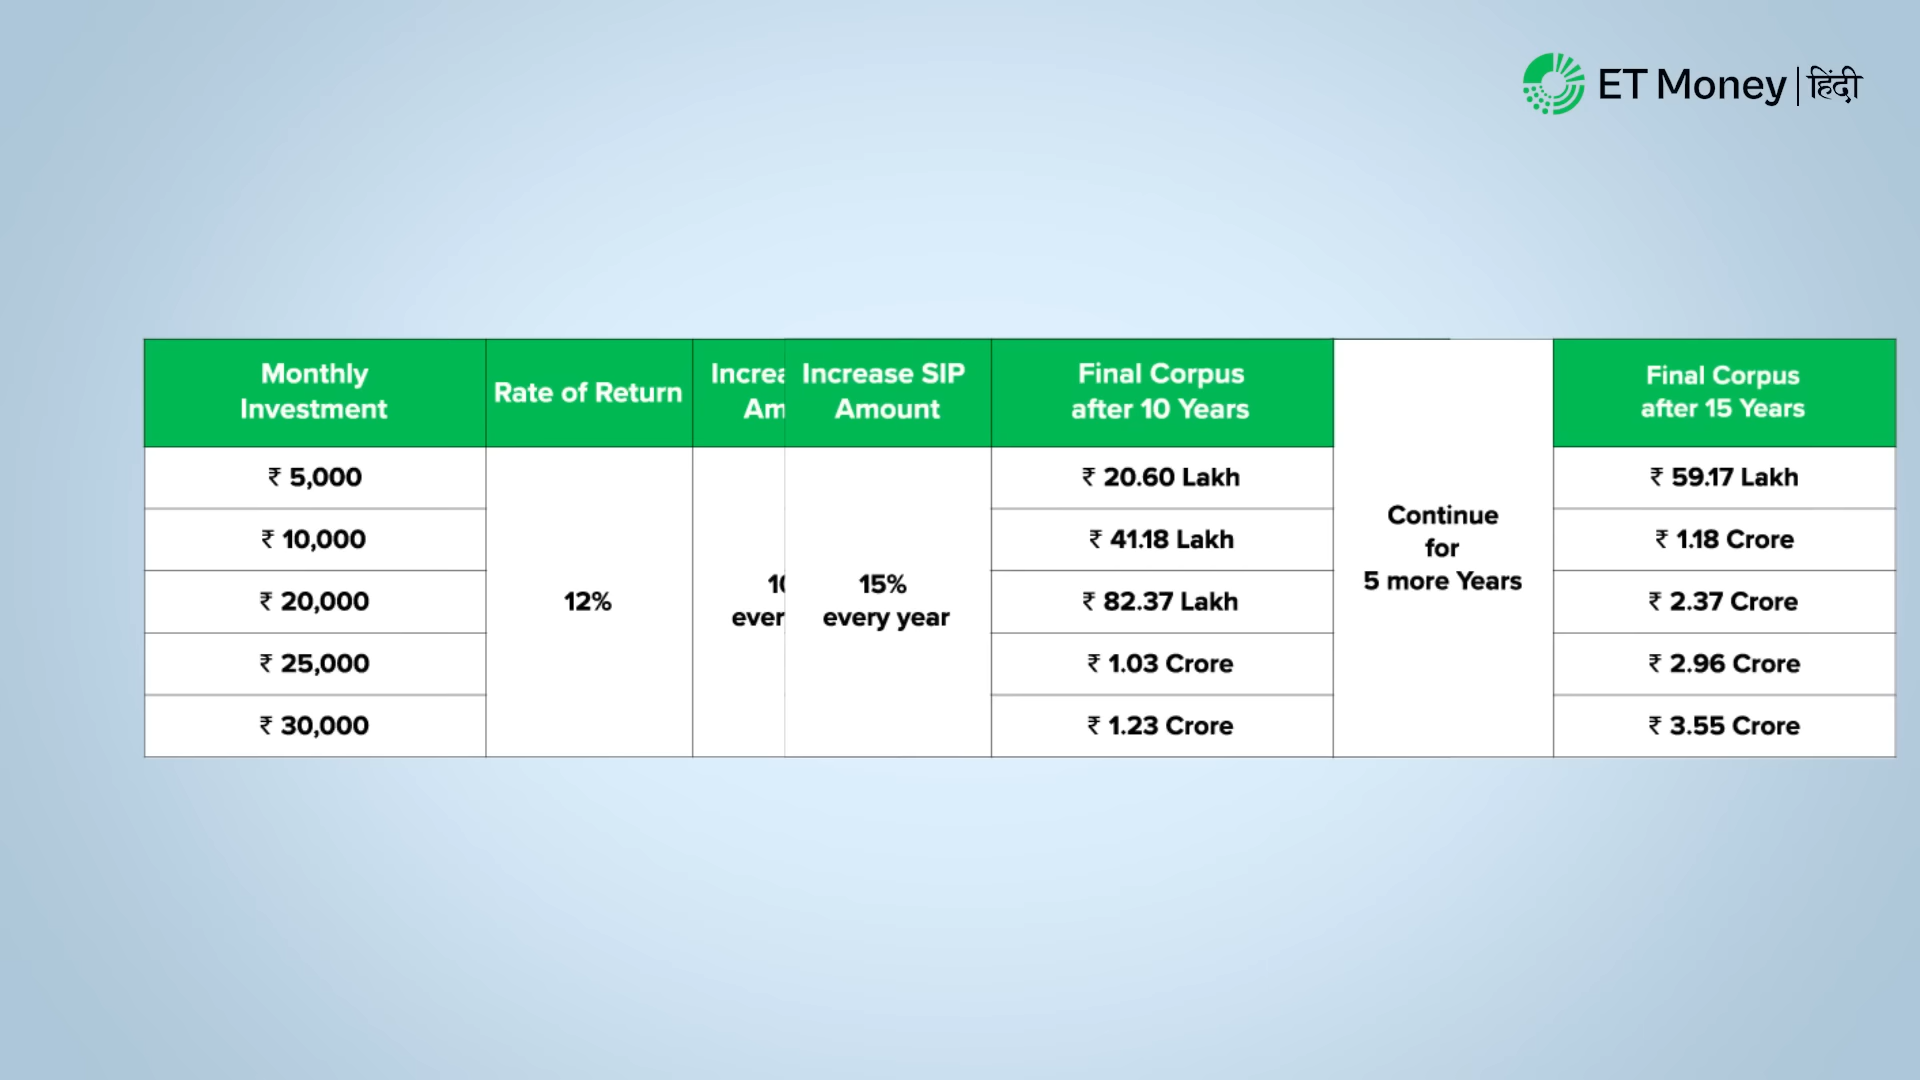 ET Money | हिंदी
Monthly
Investment
Rate of Return
Increase SIP
Amount
Final Corpus
after 10 Years
Final Corpus
after 15 Years
₹ 5,000
₹ 20.60 Lakh
₹ 59.17 Lakh
₹ 10,000
₹ 41.18 Lakh
₹ 1.18 Crore
₹ 20,000
12%
15%
every year
₹ 82.37 Lakh
Continue
for
5 more Years
₹ 2.37 Crore
₹ 25,000
₹ 1.03 Crore
₹ 2.96 Crore
₹ 30,000
₹ 1.23 Crore
₹ 3.55 Crore